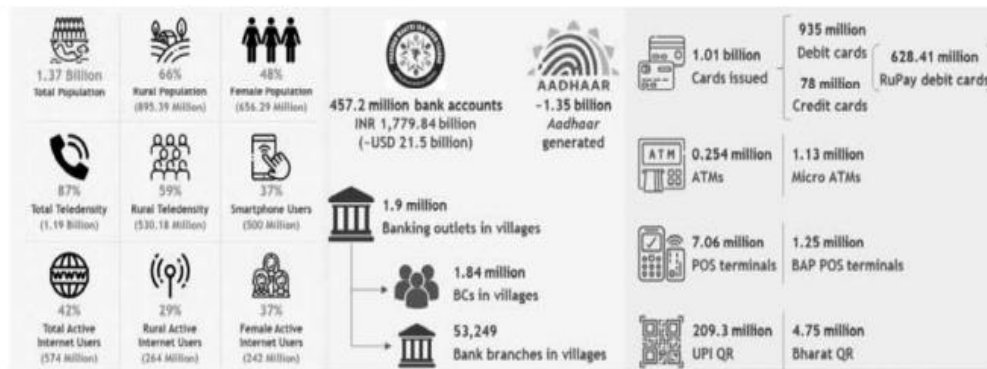 1.37 Billion
Total Population
66%
Rural Population
(895.39 Million)
48%
Female Population
(656.29 Million)
87%
Total Teledensity
(1.19 Billion)
59%
Rural Teledensity
(530.18 Million)
37%
Smartphone Users
(500 Million)
WWW
42%
Total Active
Internet Users
(574 Million)
29%
Rural Active
Internet Users
(264 Million)
37%
Female Active
Internet Users
(242 Million)
457.2 million bank accounts
INR 1,779.84 billion
(~USD 21.5 billion)
AADHAAR
~1.35 billion
Aadhaar
generated
1.9 million
Banking outlets in villages
1.84 million
BCs in villages
53,249
Bank branches in villages
1.01 billion
Cards issued
935 million
Debit cards
78 million
Credit cards
628.41 million
RuPay debit cards
ATM
0.254 million
ATMs
1.13 million
Micro ATMs
7.06 million
POS terminals
1.25 million
BAP POS terminals
209.3 million
UPI QR
4.75 million
Bharat QR